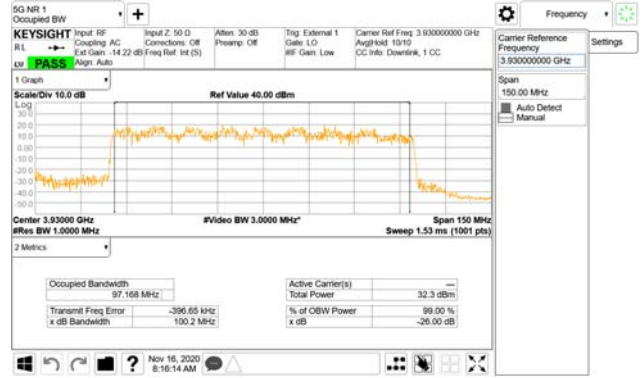 5G NR 1
Occupied BW
Frequency
KEYSIGHT
RL
PASS
Input: RF
Coupling: AC
Ext Gain: -14.22 dB
Align: Auto
Input Z: 50 Ω
Corrections: Off
Freq Ref: Int (S)
Atten: 30 dB
Preamp: Off
Trig: External 1
Gate: LO
#IF Gain: Low
Carrier Ref Freq: 3.930000000 GHz
Avg|Hold: 10/10
CC Info: Downlink, 1 CC
Carrier Reference
Frequency
3.930000000 GHz
Settings
Span
150.00 MHz
Auto Detect
Manual
1 Graph
Scale/Div 10.0 dB
Ref Value 40.00 dBm
Log
30.0
20.0
10.0
0.00
-10.0
-20.0
-30.0
-40.0
-50.0
Center 3.93000 GHz
#Video BW 3.0000 MHz*
Span 150 MHz
#Res BW 1.0000 MHz
Sweep 1.53 ms (1001 pts)
2 Metrics
Occupied Bandwidth
97.168 MHz
Active Carrier(s)
---
Total Power
32.3 dBm
Transmit Freq Error
-396.65 kHz
% of OBW Power
99.00 %
x dB Bandwidth
100.2 MHz
x dB
-26.00 dB
?
Nov 16, 2020
8:16:14 AM